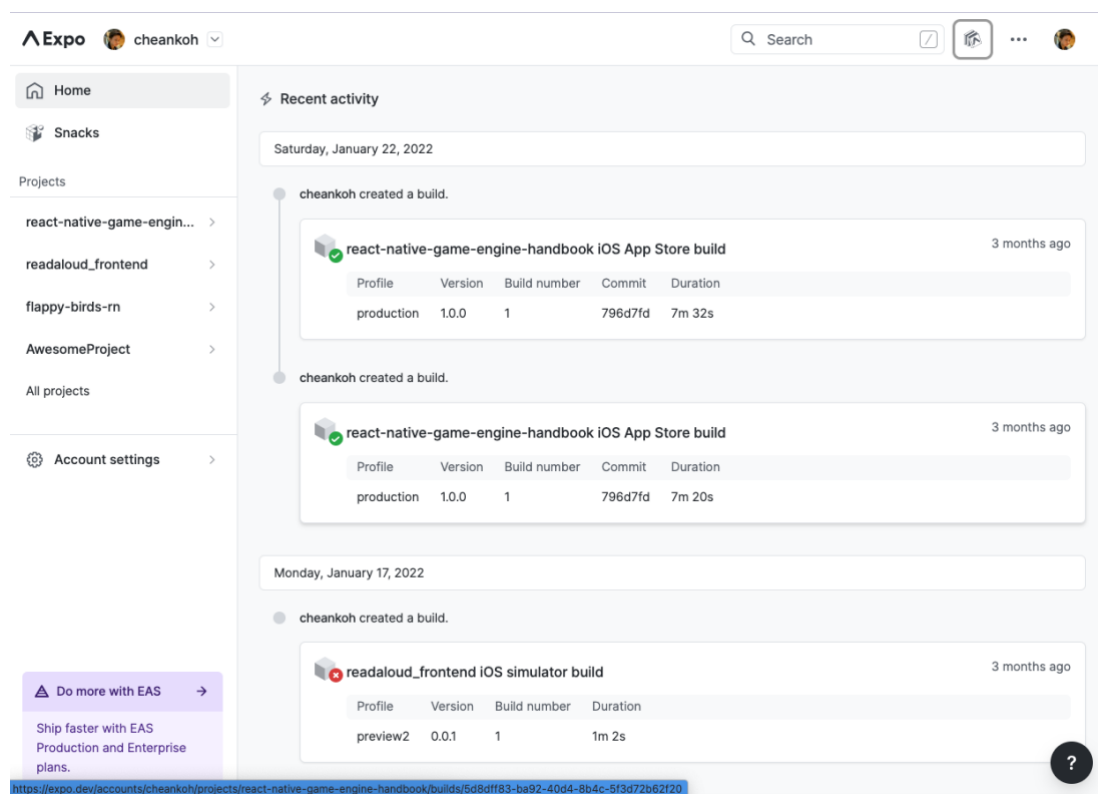 Expo cheankoh Search /
Home
Snacks
Projects
react-native-game-engin...
readaloud_frontend
flappy-birds-rn
AwesomeProject
All projects
Account settings
Do more with EAS
Ship faster with EAS
Production and Enterprise
plans.
Recent activity
Saturday, January 22, 2022
cheankoh created a build.
react-native-game-engine-handbook iOS App Store build 3 months ago
Profile Version Build number Commit Duration
production 1.0.0 1 796d7fd 7m 32s
cheankoh created a build.
react-native-game-engine-handbook iOS App Store build 3 months ago
Profile Version Build number Commit Duration
production 1.0.0 1 796d7fd 7m 20s
Monday, January 17, 2022
cheankoh created a build.
readaloud_frontend iOS simulator build 3 months ago
Profile Version Build number Duration
preview2 0.0.1 1 1m 2s
?
https://expo.dev/accounts/cheankoh/projects/react-native-game-engine-handbook/builds/5d8dff83-ba92-40d4-8b4c-5f3d72b62f20